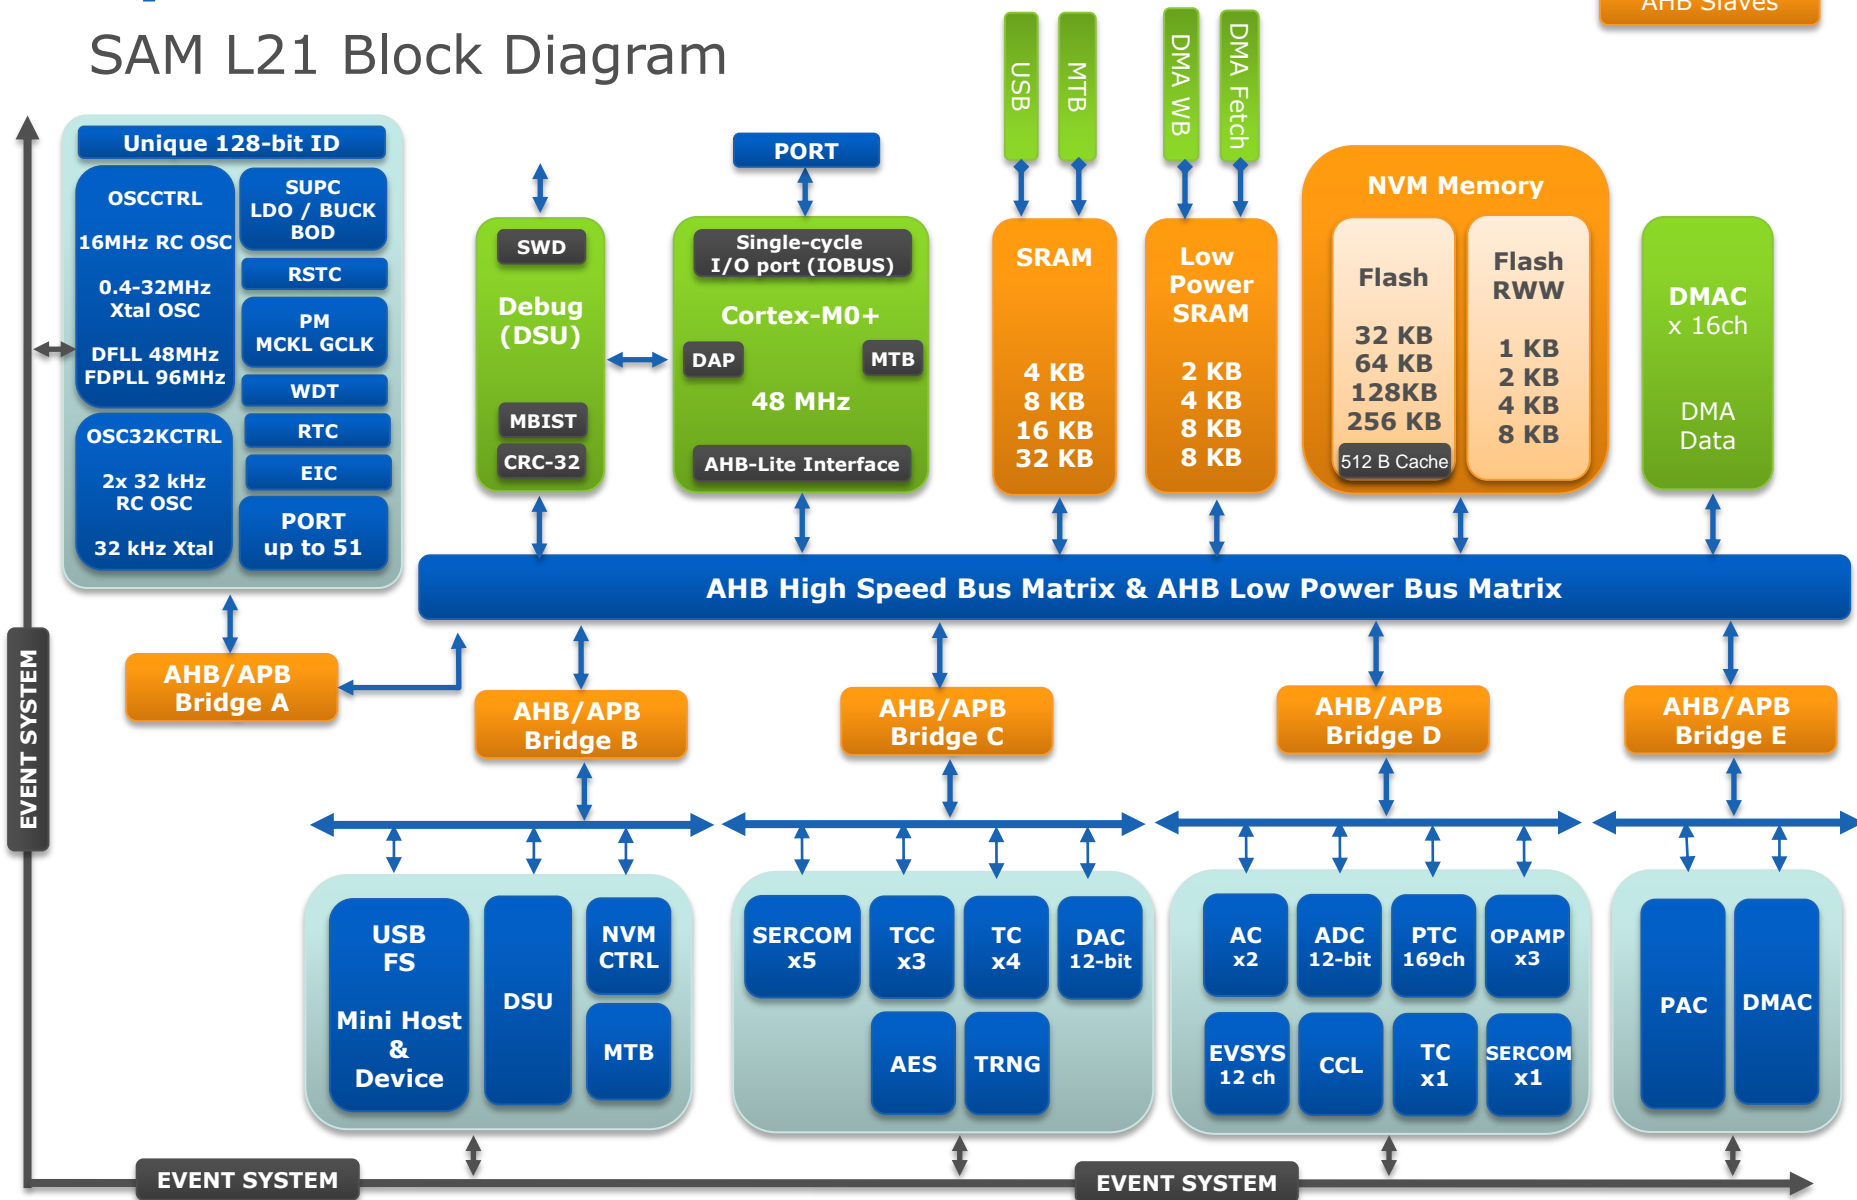 AHB Slaves
SAM L21 Block Diagram
USB
MTB
DMA WB
DMA Fetch
Unique 128-bit ID
OSCCTRL
16MHz RC OSC
0.4-32MHz
Xtal OSC
DFLL 48MHz
FDPLL 96MHz
OSC32KCTRL
2x 32 kHz
RC OSC
32 kHz Xtal
SUPC
LDO / BUCK
BOD
RSTC
PM
MCKL GCLK
WDT
RTC
EIC
PORT
up to 51
SWD
Debug
(DSU)
MBIST
CRC-32
PORT
Single-cycle
I/O port (IOBUS)
Cortex-M0+
DAP
MTB
48 MHz
AHB-Lite Interface
SRAM
4 KB
8 KB
16 KB
32 KB
Low
Power
SRAM
2 KB
4 KB
8 KB
8 KB
NVM Memory
Flash
32 KB
64 KB
128KB
256 KB
512 B Cache
Flash
RWW
1 KB
2 KB
4 KB
8 KB
DMAC
x 16ch
DMA
Data
AHB High Speed Bus Matrix & AHB Low Power Bus Matrix
EVENT SYSTEM
AHB/APB
Bridge A
AHB/APB
Bridge B
AHB/APB
Bridge C
AHB/APB
Bridge D
AHB/APB
Bridge E
USB
FS
Mini Host
&
Device
DSU
NVM
CTRL
MTB
SERCOM
x5
TCC
x3
TC
x4
DAC
12-bit
AES
TRNG
AC
x2
ADC
12-bit
PTC
169ch
OPAMP
x3
EVSYS
12 ch
CCL
TC
x1
SERCOM
x1
PAC
DMAC
EVENT SYSTEM
EVENT SYSTEM